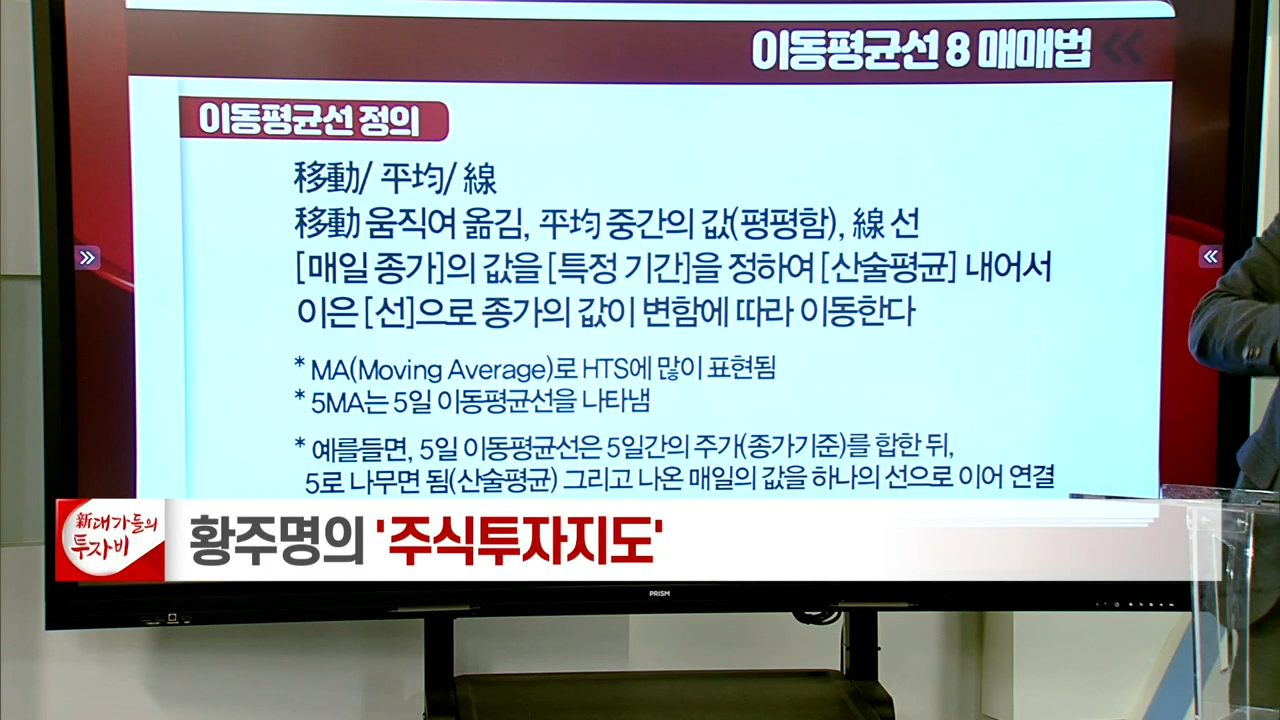 이동평균선 8 매매법
이동평균선 정의
移動/ 平均/ 線
移動 움직여 옮김, 平均 중간의 값(평평함), 線 선
[매일 종가]의 값을 [특정 기간]을 정하여 [산술평균] 내어서
이은 [선]으로 종가의 값이 변함에 따라 이동한다
* MA(Moving Average)로 HTS에 많이 표현됨
* 5MA는 5일 이동평균선을 나타냄
* 예를들면, 5일 이동평균선은 5일간의 주가(종가기준)를 합한 뒤,
5로 나무면 됨(산술평균) 그리고 나온 매일의 값을 하나의 선으로 이어 연결
新대가들의
투자비
황주명의 '주식투자지도'
PRISM